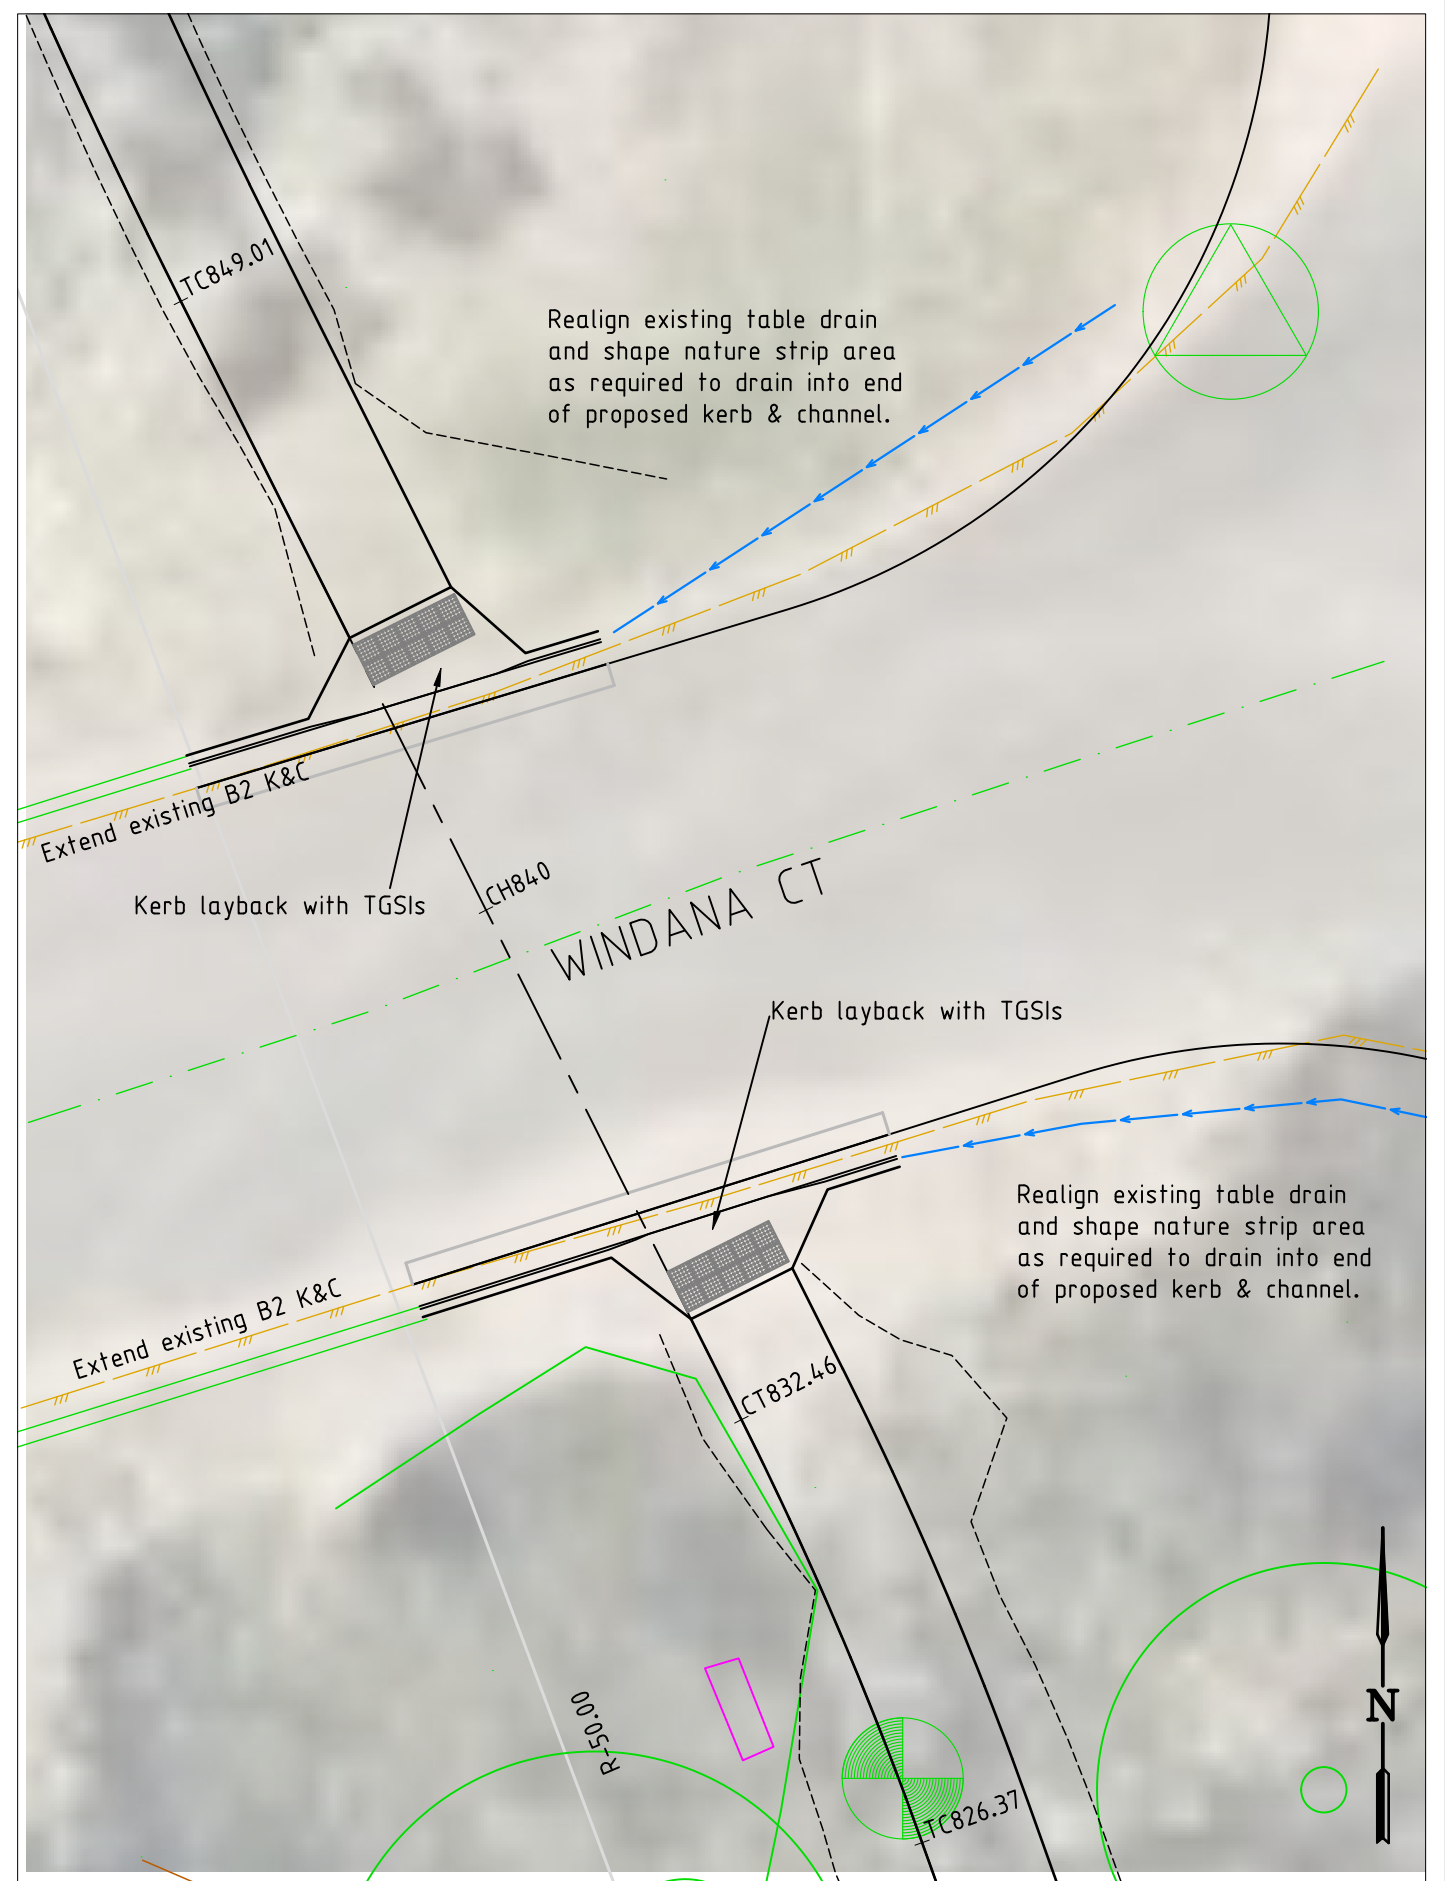 TC849.01
Realign existing table drain
and shape nature strip area
as required to drain into end
of proposed kerb & channel.
Extend existing B2 K&C
Kerb layback with TGSIs
CH840
WINDANA CT
Kerb layback with TGSIs
Realign existing table drain
and shape nature strip area
as required to drain into end
of proposed kerb & channel.
Extend existing B2 K&C
CT832.46
R-50.00
N
TC826.37